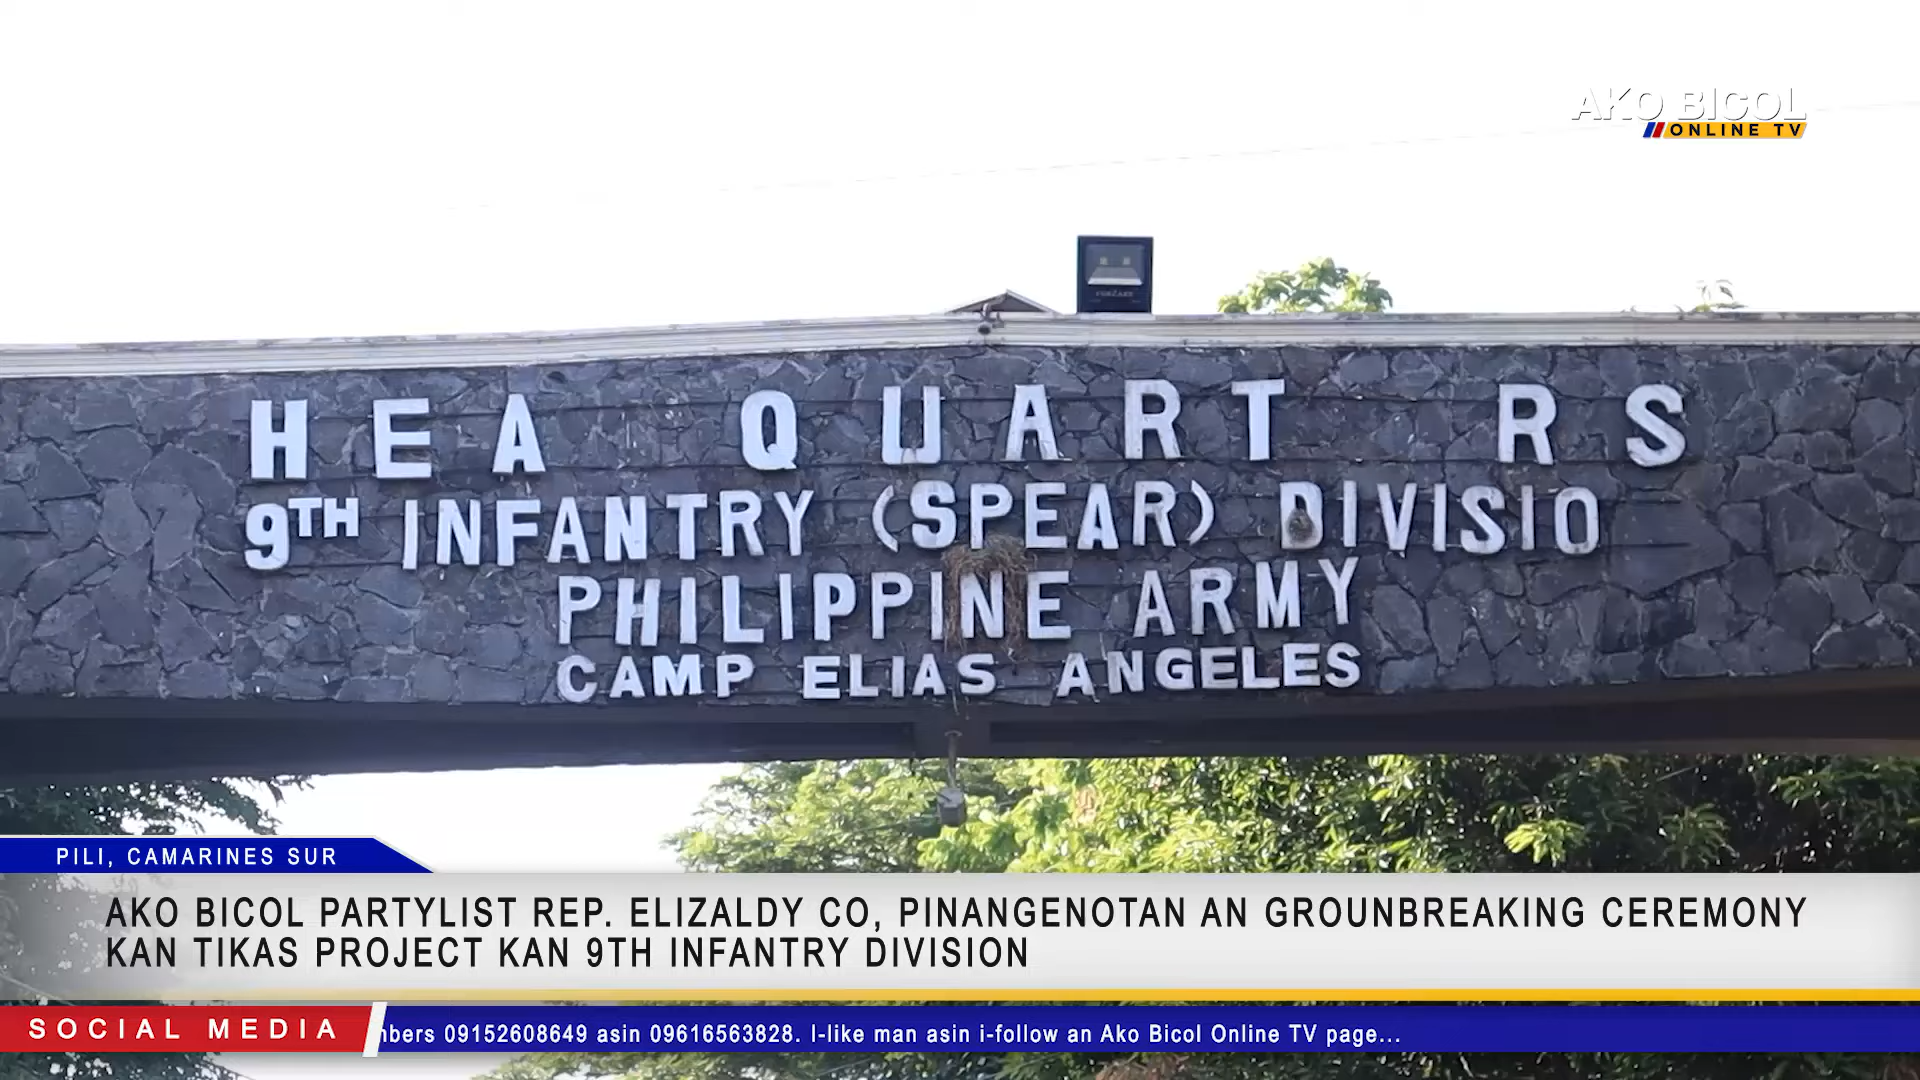 AKO BICOL
ONLINE TV
HEA QUART RS
9TH INFANTRY (SPEAR) DIVISIO
PHILIPPINE ARMY
CAMP ELIAS ANGELES
PILI, CAMARINES SUR
AKO BICOL PARTYLIST REP. ELIZALDY CO, PINANGENOTAN AN GROUNBREAKING CEREMONY
KAN TIKAS PROJECT KAN 9TH INFANTRY DIVISION
SOCIAL MEDIA
mbers 09152608649 asin 09616563828. I-like man asin i-follow an Ako Bicol Online TV page...